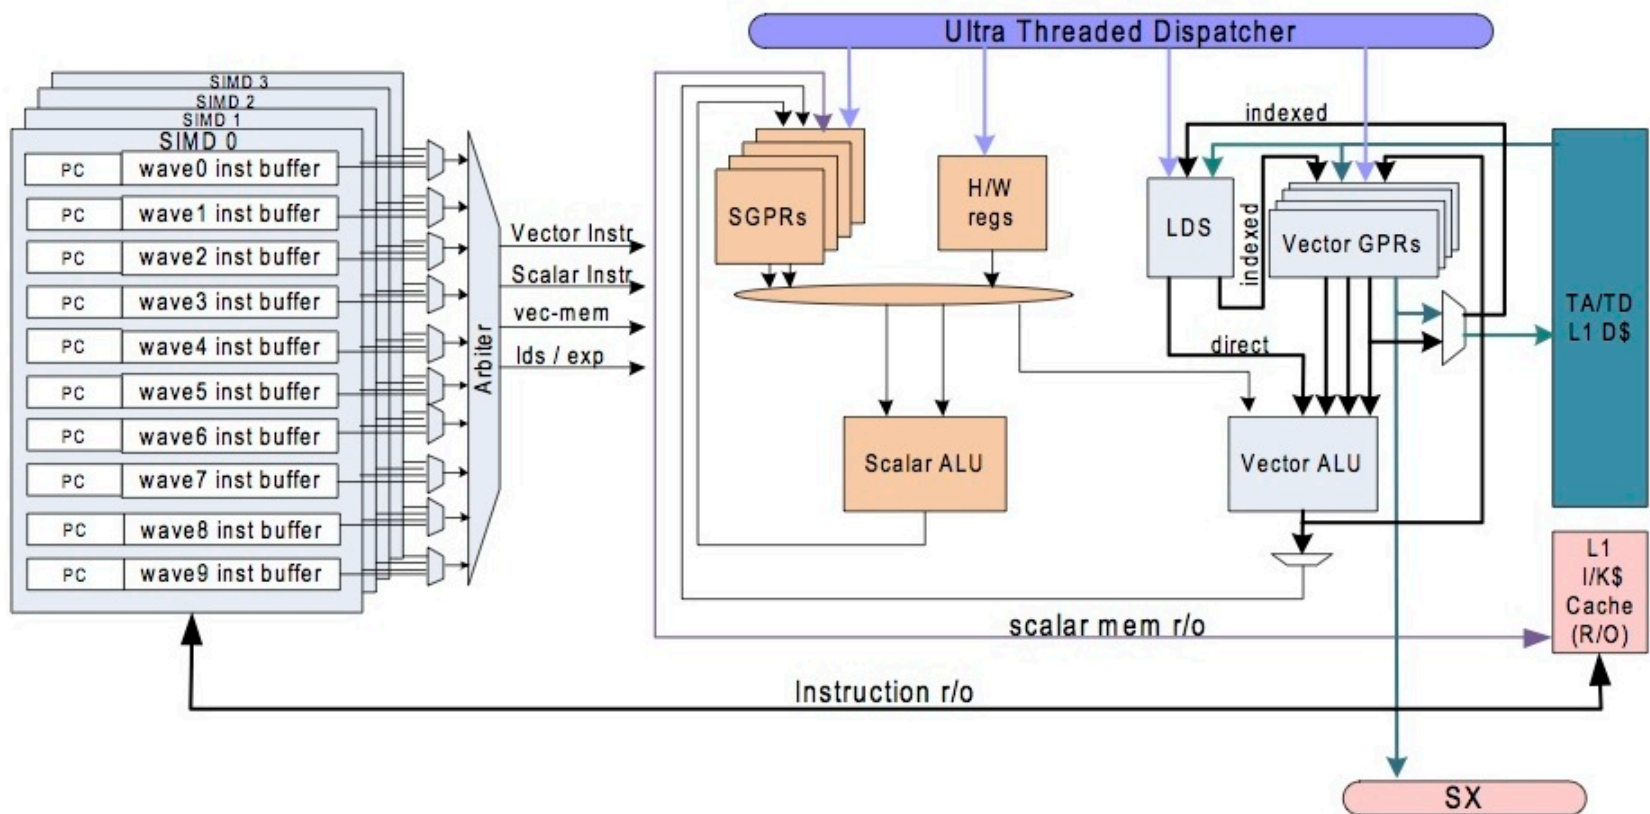 Ultra Threaded Dispatcher
SIMD 3
SIMD 2
SIMD 1
SIMD 0
PC wave0 inst buffer
PC wave1 inst buffer
PC wave2 inst buffer
PC wave3 inst buffer
PC wave4 inst buffer
PC wave5 inst buffer
PC wave6 inst buffer
PC wave7 inst buffer
PC wave8 inst buffer
PC wave9 inst buffer
Arbiter
Vector Instr
Scalar Instr
vec-mem
lds / exp
SGPRs
H/W
regs
indexed
LDS
indexed
Vector GPRs
direct
Scalar ALU
Vector ALU
TA/TD
L1 D$
L1
I/K$
Cache
(R/O)
scalar mem r/o
Instruction r/o
SX